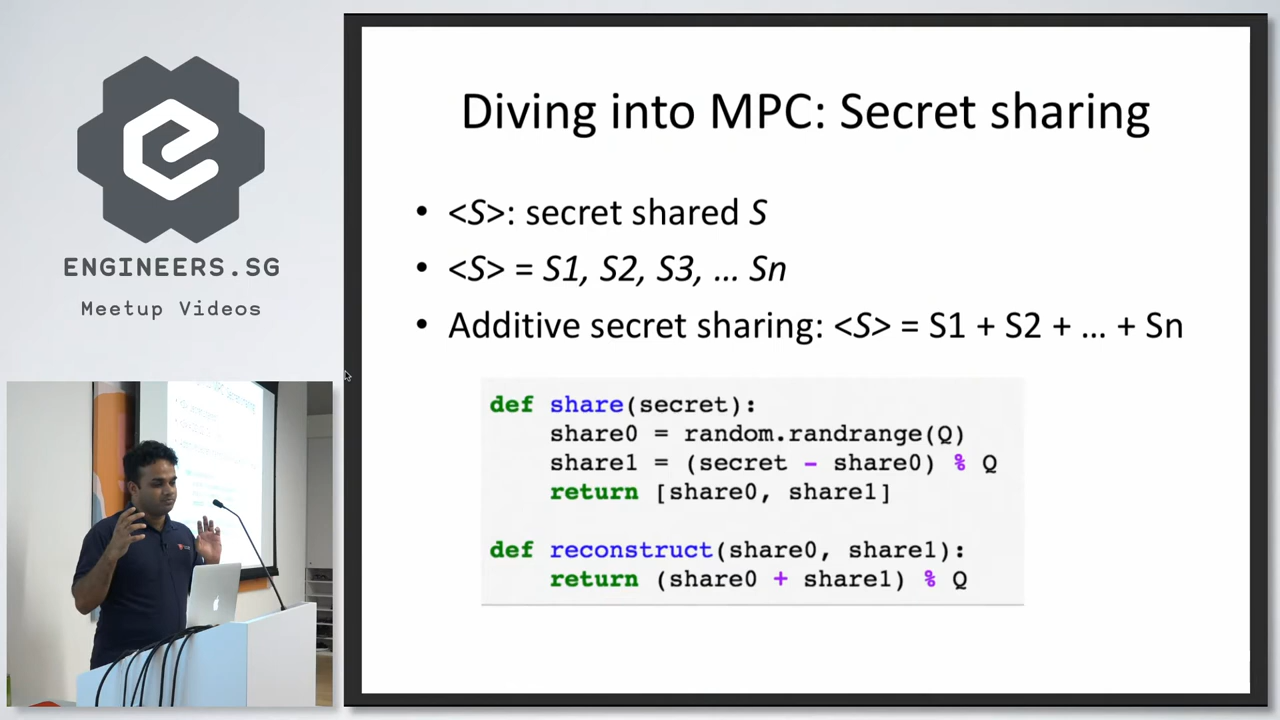 ENGINEERS.SG
Meetup Videos
Diving into MPC: Secret sharing
• <S>: secret shared S
• <S> = S1, S2, S3, … Sn
• Additive secret sharing: <S> = S1 + S2 + … + Sn
def share(secret):
    share0 = random.randrange(Q)
    share1 = (secret - share0) % Q
    return [share0, share1]
def reconstruct(share0, share1):
    return (share0 + share1) % Q